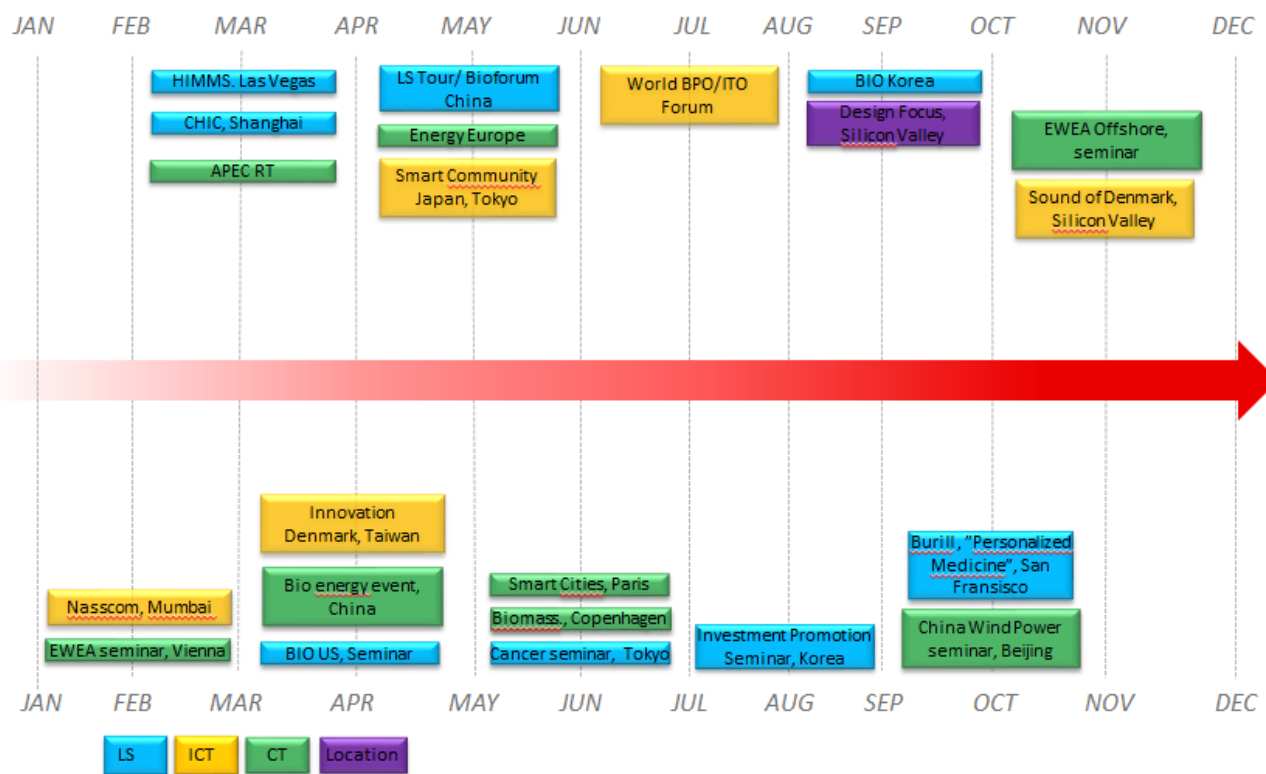 JAN FEB MAR APR MAY JUN JUL AUG SEP OCT NOV DEC
HIMMS. Las Vegas
CHIC, Shanghai
APEC RT
LS Tour/ Bioforum
China
Energy Europe
Smart Community
Japan, Tokyo
World BPO/ITO
Forum
BIO Korea
Design Focus,
Silicon Valley
EWEA Offshore,
seminar
Sound of Denmark,
Silicon Valley
Nasscom, Mumbai
EWEA seminar, Vienna
Innovation
Denmark, Taiwan
Bio energy event,
China
BIO US, Seminar
Smart Cities, Paris
Biomass., Copenhagen
Cancer seminar, Tokyo
Investment Promotion
Seminar, Korea
Burill, ”Personalized
Medicine”, San
Fransisco
China Wind Power
seminar, Beijing
JAN FEB MAR APR MAY JUN JUL AUG SEP OCT NOV DEC
LS ICT CT Location